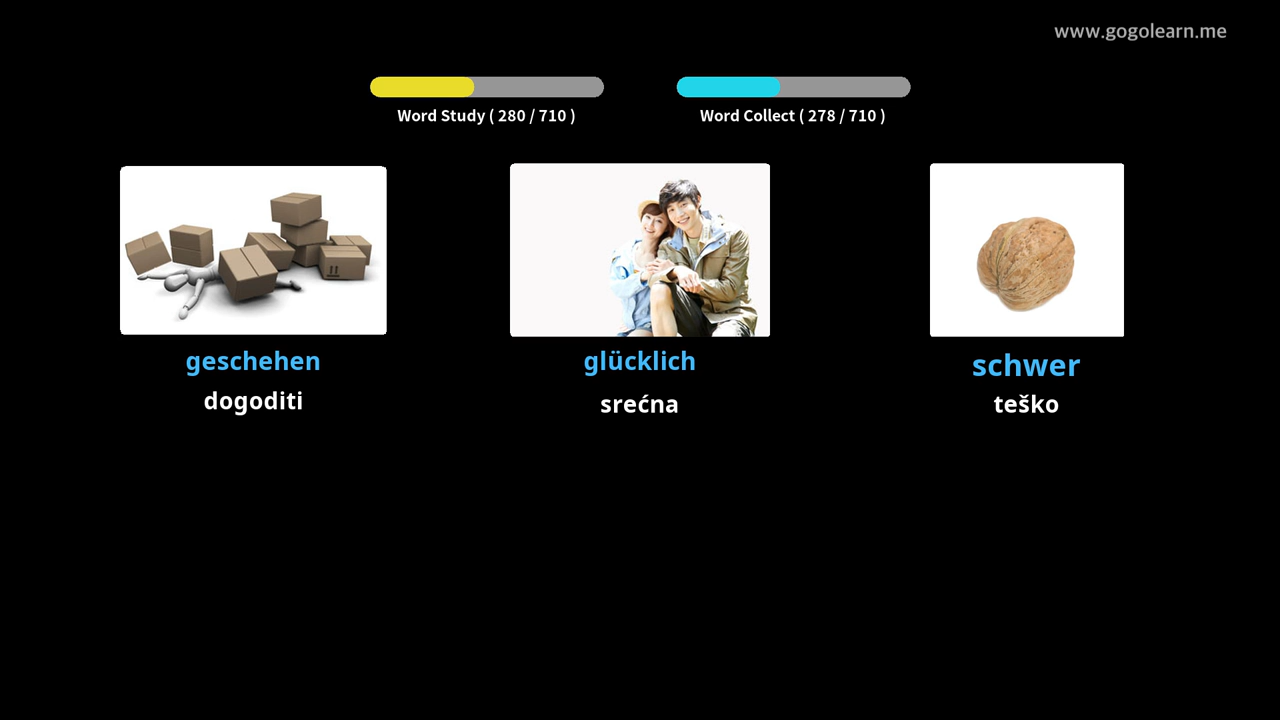 www.gogolearn.me
Word Study ( 280 / 710 )
Word Collect ( 278 / 710 )
geschehen
dogoditi
glücklich
srećna
schwer
teško